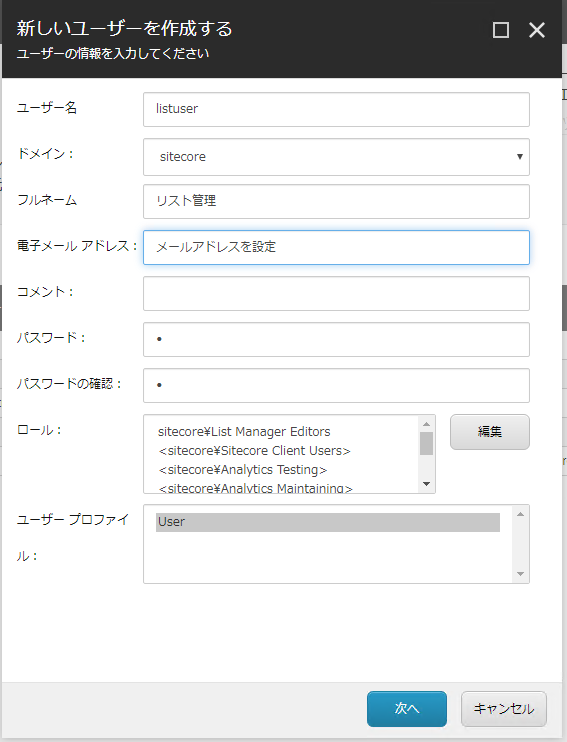 新しいユーザーを作成する
ユーザーの情報を入力してください
ユーザー名
listuser
ドメイン：
sitecore
フルネーム
リスト管理
電子メール アドレス：
メールアドレスを設定
コメント：
パスワード：
•
パスワードの確認：
•
ロール：
sitecore¥List Manager Editors
<sitecore¥Sitecore Client Users>
<sitecore¥Analytics Testing>
<sitecore¥Analytics Maintaining>
編集
ユーザー プロファイ
ル：
User
次へ
キャンセル